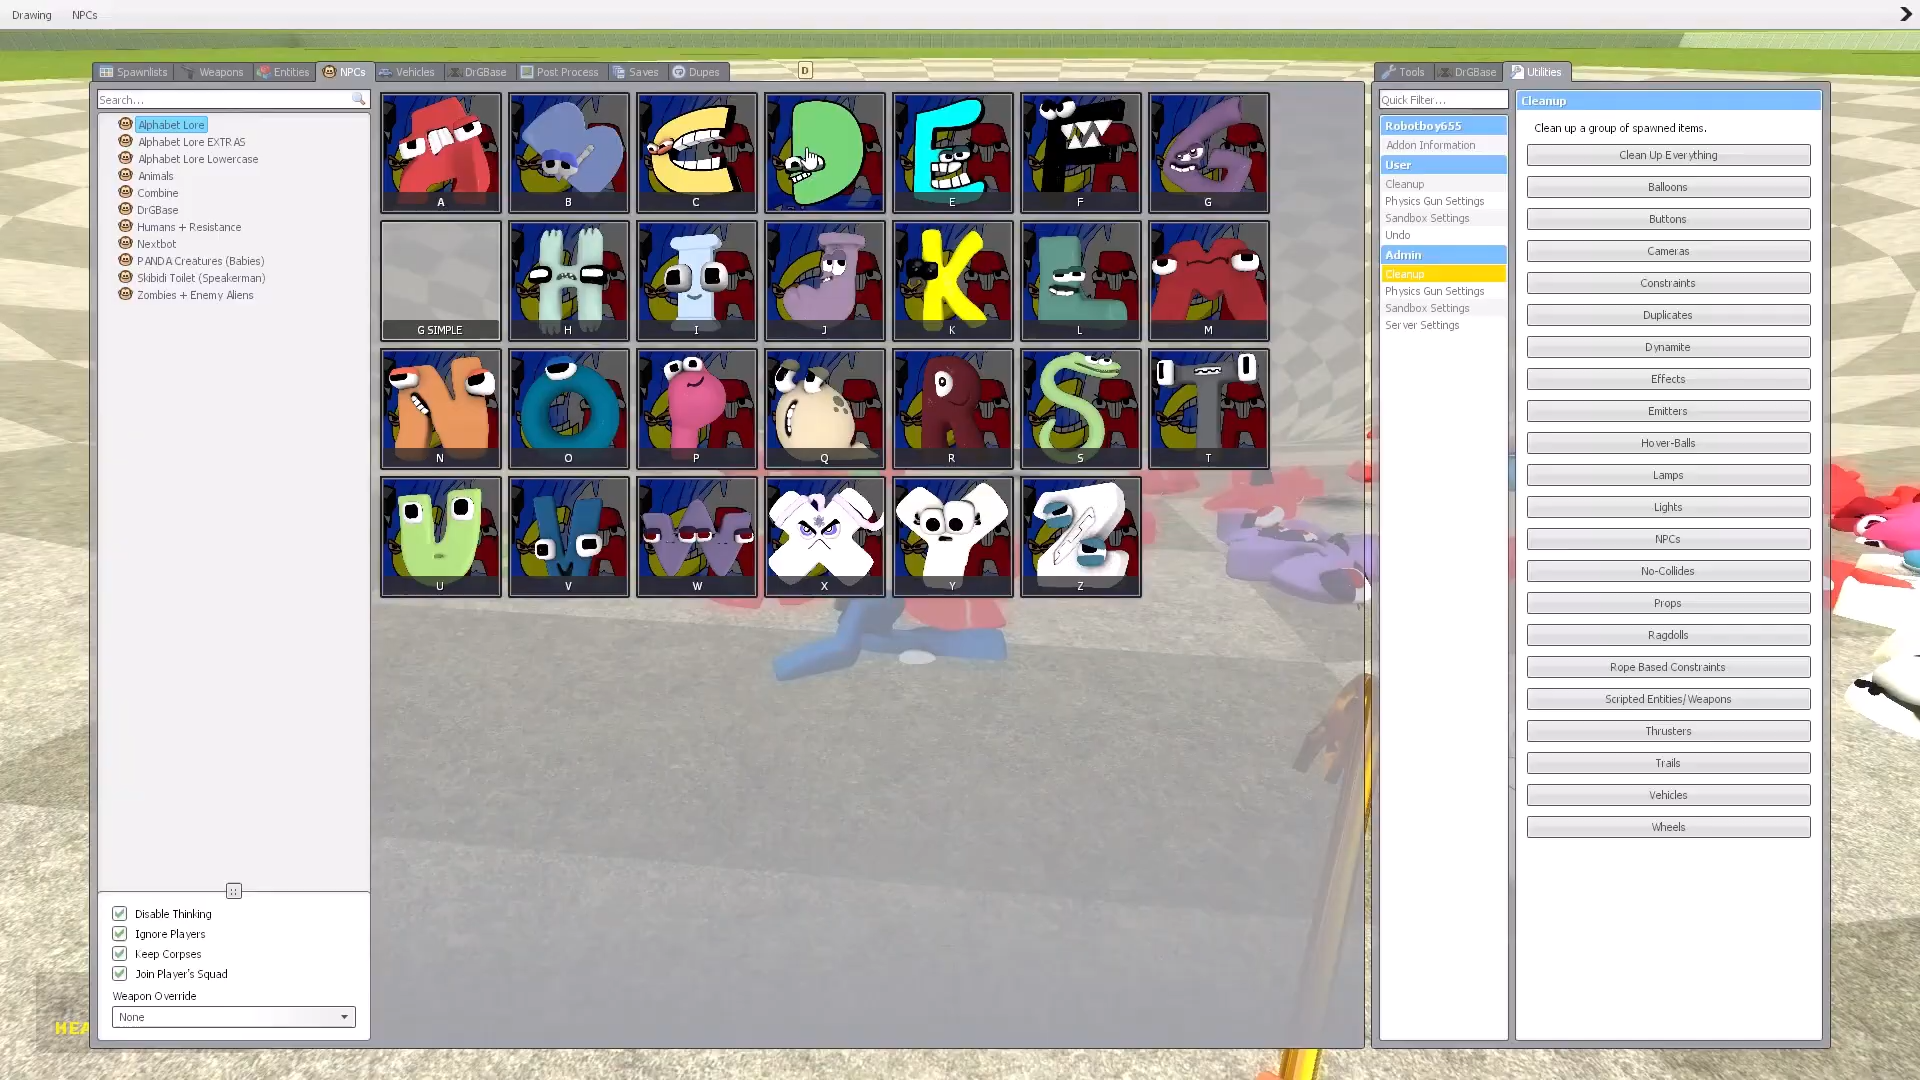 Drawing NPCs
Spawnlists Weapons Entities NPCs Vehicles DrGBase Post Process Saves Dupes
D
Tools DrGBase Utilities
Search...
Alphabet Lore
Alphabet Lore EXTRAS
Alphabet Lore Lowercase
Animals
Combine
DrGBase
Humans + Resistance
Nextbot
PANDA Creatures (Babies)
Skibidi Toilet (Speakerman)
Zombies + Enemy Aliens
Disable Thinking
Ignore Players
Keep Corpses
Join Player's Squad
Weapon Override
None
A B C E F G
G SIMPLE H I J K L M
N O P Q R S T
U V W X Y Z
Quick Filter...
Robotboy655
Addon Information
User
Cleanup
Physics Gun Settings
Sandbox Settings
Undo
Admin
Cleanup
Physics Gun Settings
Sandbox Settings
Server Settings
Cleanup
Clean up a group of spawned items.
Clean Up Everything
Balloons
Buttons
Cameras
Constraints
Duplicates
Dynamite
Effects
Emitters
Hover-Balls
Lamps
Lights
NPCs
No-Collides
Props
Ragdolls
Rope Based Constraints
Scripted Entities/Weapons
Thrusters
Trails
Vehicles
Wheels